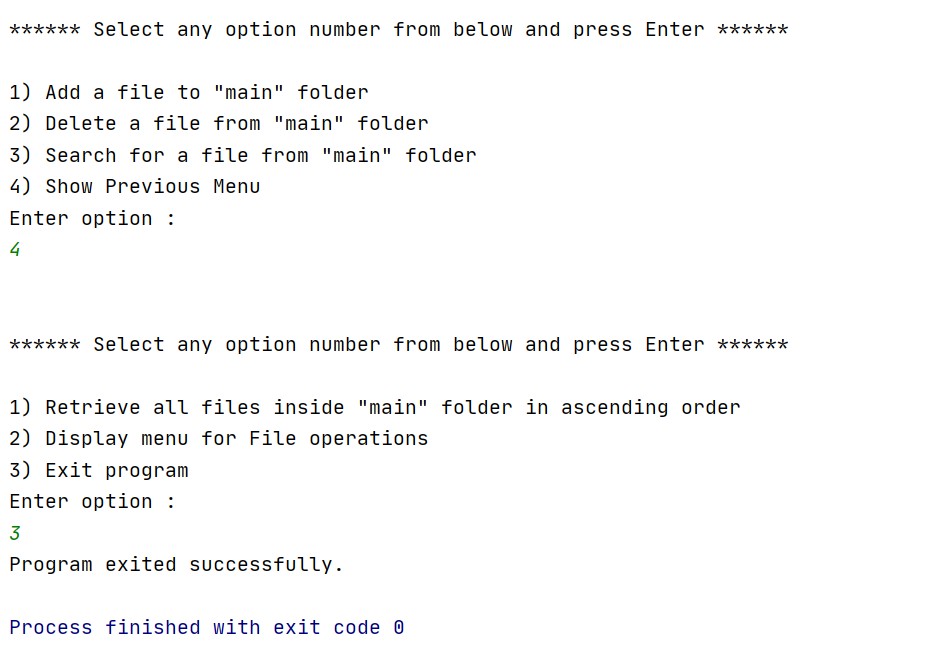 ****** Select any option number from below and press Enter ******
1) Add a file to "main" folder
2) Delete a file from "main" folder
3) Search for a file from "main" folder
4) Show Previous Menu
Enter option :
4
****** Select any option number from below and press Enter ******
1) Retrieve all files inside "main" folder in ascending order
2) Display menu for File operations
3) Exit program
Enter option :
3
Program exited successfully.
Process finished with exit code 0